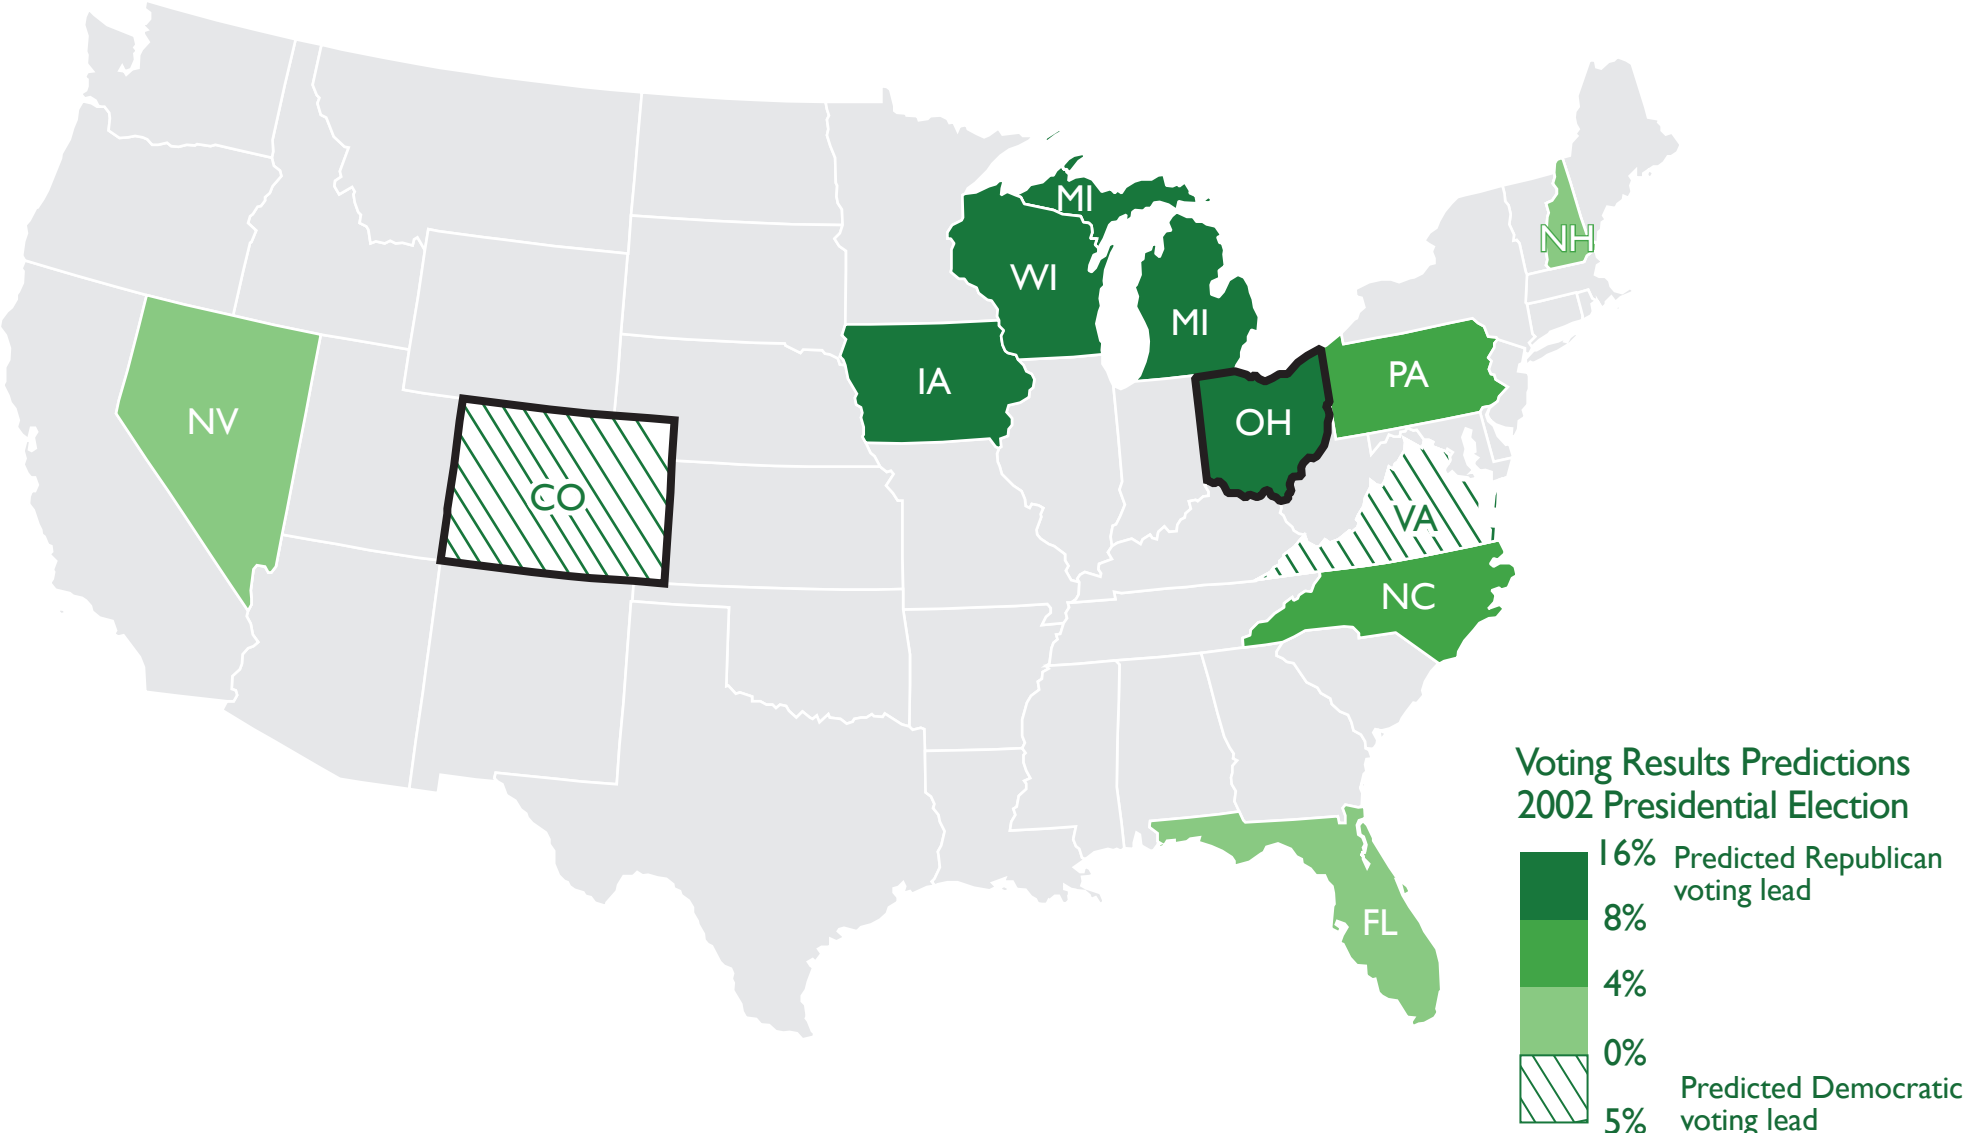 MI
NH
WI
MI
PA
IA
NV
OH
CO
VA
NC
FL
Voting Results Predictions
2002 Presidential Election
16%
Predicted Republican
voting lead
8%
4%
0%
Predicted Democratic
voting lead
5%